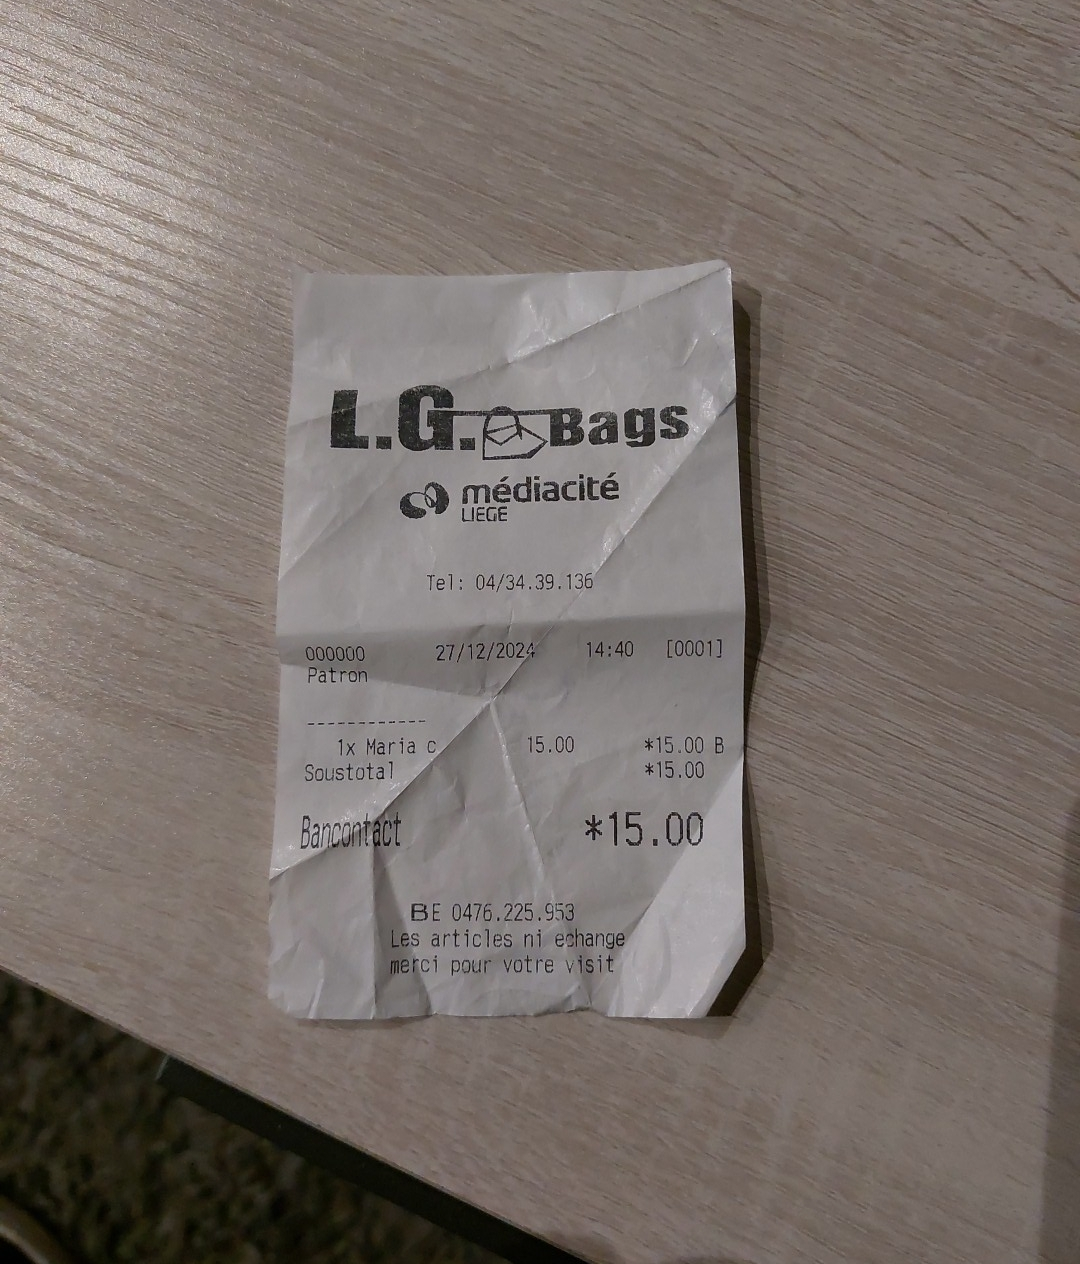 L.G. Bags
médiacité
LIEGE
Tel: 04/34.39.136
000000 27/12/2024 14:40 [0001]
Patron
------------
1x Maria c 15.00 *15.00 B
Soustotal *15.00
Bancontact *15.00
BE 0476.225.953
Les articles ni echange
merci pour votre visit